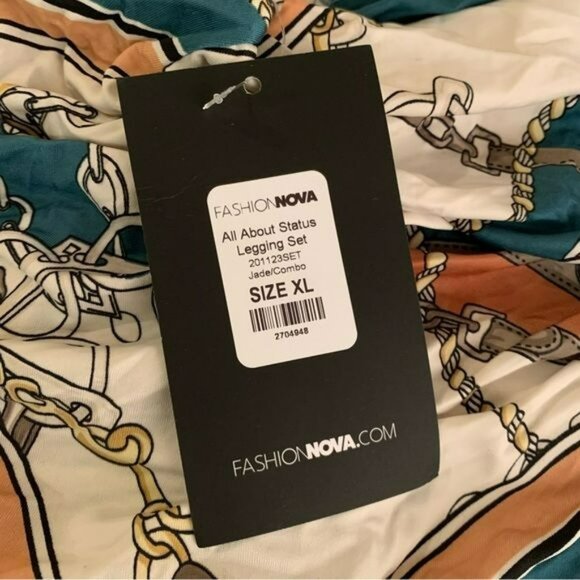 FASHIONNOVA
All About Status
Legging Set
201123SET
Jade/Combo
SIZE XL
2704948
FASHIONNOVA.COM